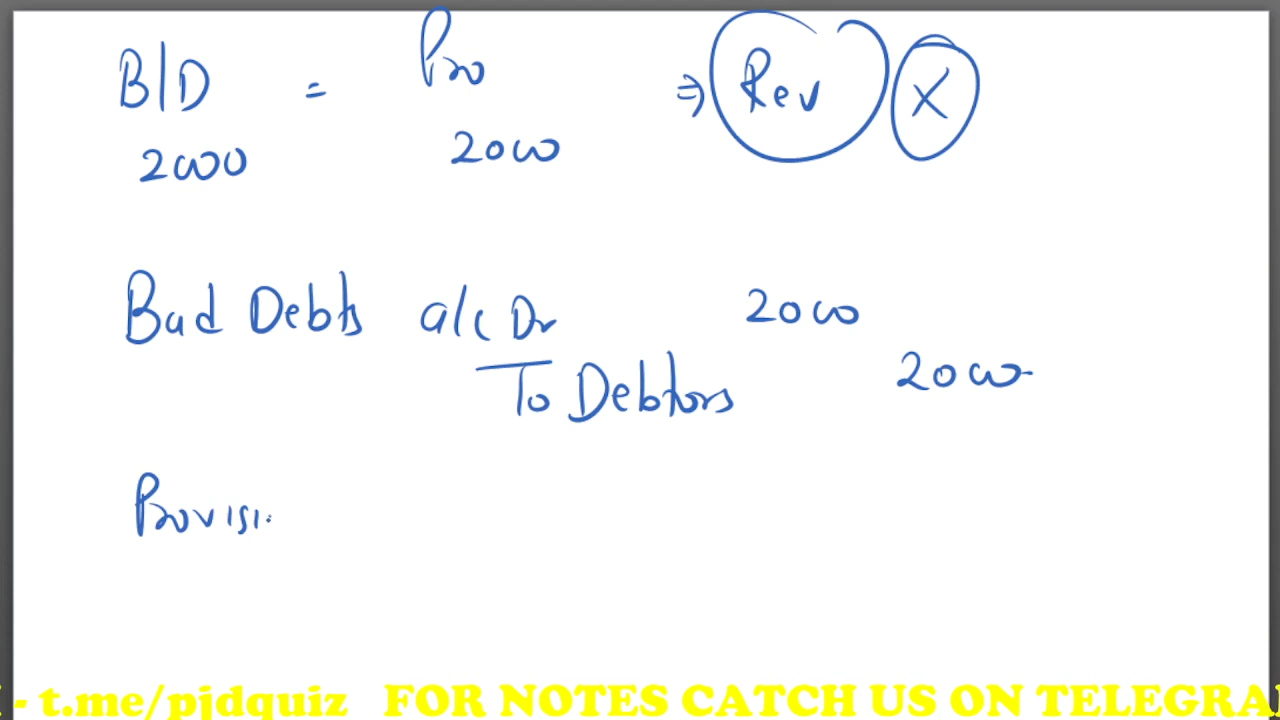 B/D = Pro ⇒ Rev X
2000 2000
Bad Debts a/c Dr 2000
To Debtors 2000
Provisi
- t.me/pjdquiz FOR NOTES CATCH US ON TELEGRA